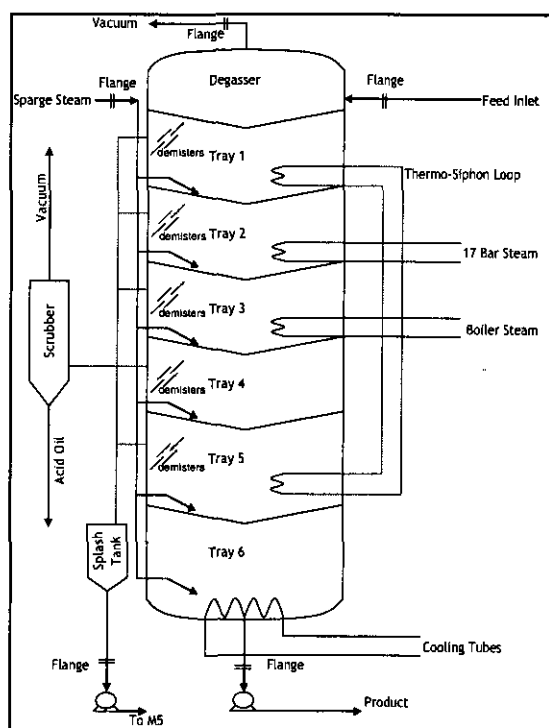 Vacuum
Flange
Degasser
Flange
Sparge Steam
Flange
Feed Inlet
demisters
Tray 1
Thermo-Siphon Loop
Vacuum
demisters
Tray 2
17 Bar Steam
Scrubber
demisters
Tray 3
Boiler Steam
demisters
Tray 4
Acid Oil
demisters
Tray 5
Splash
Tank
Tray 6
Cooling Tubes
Flange
Flange
To M5
Product